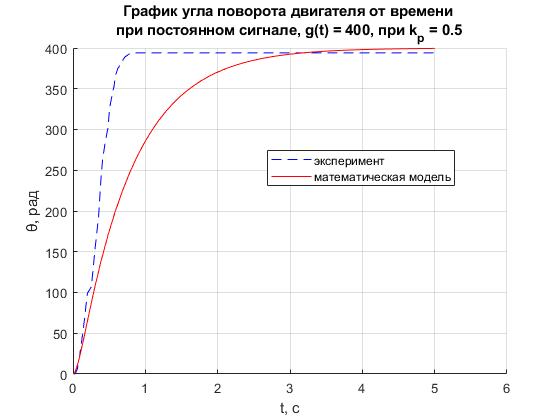 График угла поворота двигателя от времени
при постоянном сигнале, g(t) = 400, при kp = 0.5
θ, рад
400
350
300
250
200
150
100
50
0
эксперимент
математическая модель
0 1 2 3 4 5 6
t, с